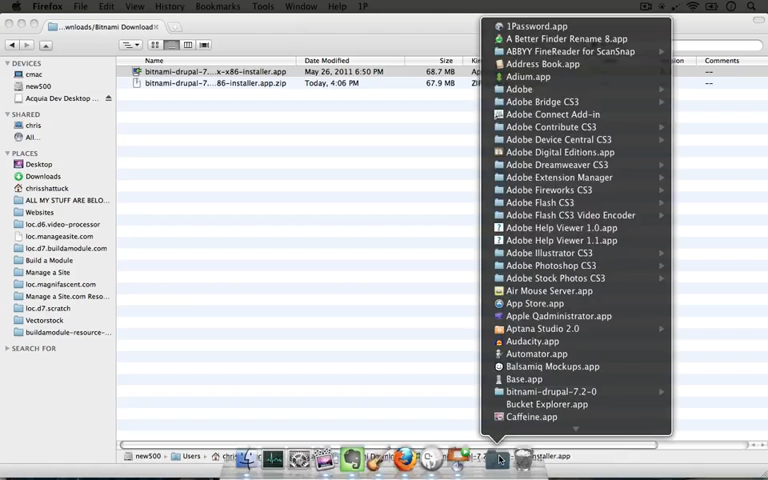 Firefox File Edit View History Bookmarks Tools Window Help 1P
...wnloads/Bitnami Download
DEVICES
cmac
new500
Acquia Dev Desktop ...
SHARED
chris
All...
PLACES
Desktop
Downloads
chrisshattuck
ALL MY STUFF ARE BELO...
Websites
loc.d6.video-processor
loc.www.manageasite.com
loc.d7.buildamodule.com
Build a Module
Manage a Site
loc.magnifascent.com
Manage a Site.com Reso...
loc.d7.scratch
Vectorstock
buildamodule-resource-...
SEARCH FOR
Name Date Modified Size Comments
bitnami-drupal-7....x-x86-installer.app May 26, 2011 6:50 PM 68.7 MB --
bitnami-drupal-7....86-installer.app.zip Today, 4:06 PM 67.9 MB --
1Password.app
A Better Finder Rename 8.app
ABBYY FineReader for ScanSnap
Address Book.app
Adium.app
Adobe
Adobe Bridge CS3
Adobe Connect Add-in
Adobe Contribute CS3
Adobe Device Central CS3
Adobe Digital Editions.app
Adobe Dreamweaver CS3
Adobe Extension Manager
Adobe Fireworks CS3
Adobe Flash CS3
Adobe Flash CS3 Video Encoder
Adobe Help Viewer 1.0.app
Adobe Help Viewer 1.1.app
Adobe Illustrator CS3
Adobe Photoshop CS3
Adobe Stock Photos CS3
Air Mouse Server.app
App Store.app
Apple Qadministrator.app
Aptana Studio 2.0
Audacity.app
Automator.app
Balsamiq Mockups.app
Base.app
bitnami-drupal-7.2-0
Bucket Explorer.app
Caffeine.app
new500 Users